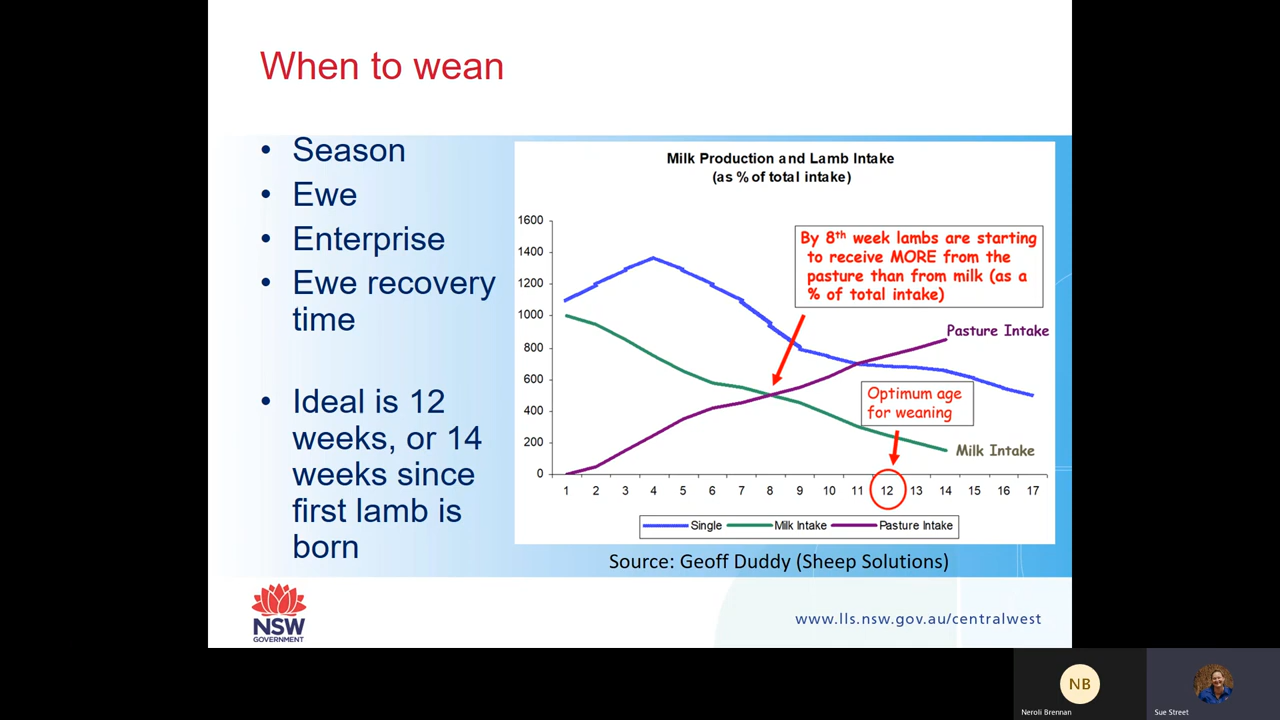 When to wean
• Season
• Ewe
• Enterprise
• Ewe recovery
time
• Ideal is 12
weeks, or 14
weeks since
first lamb is
born
Milk Production and Lamb Intake
(as % of total intake)
1600
1400
1200
1000
800
600
400
200
0
By 8th week lambs are starting
to receive MORE from the
pasture than from milk (as a
% of total intake)
Pasture Intake
Optimum age
for weaning
Milk Intake
1 2 3 4 5 6 7 8 9 10 11 12 13 14 15 16 17
Single Milk Intake Pasture Intake
Source: Geoff Duddy (Sheep Solutions)
NSW
GOVERNMENT
www.lls.nsw.gov.au/centralwest
NB
Neroli Brennan
Sue Street